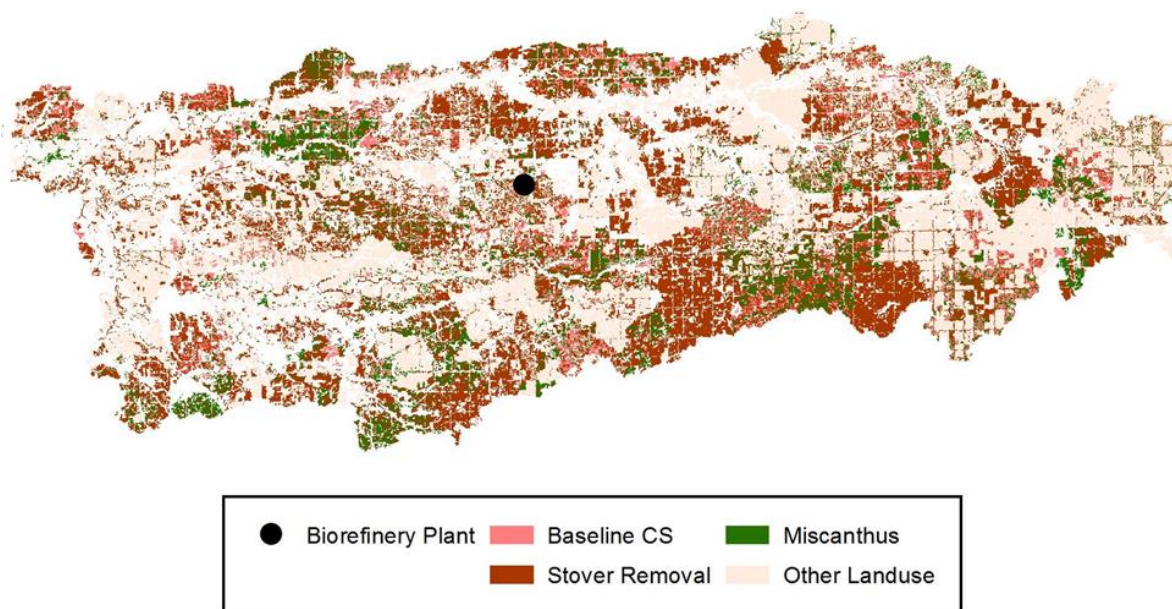 Biorefinery Plant Baseline CS Miscanthus
Stover Removal Other Landuse